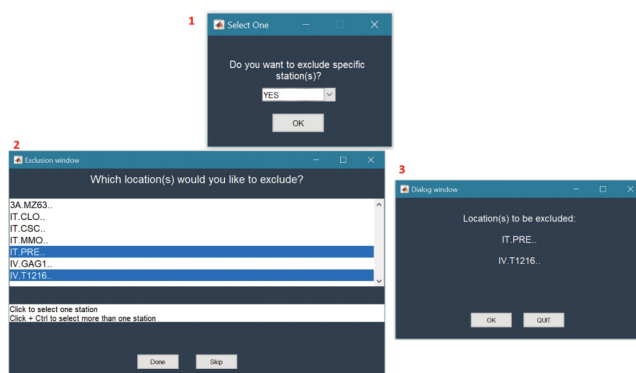 1
Select One
Do you want to exclude specific
station(s)?
YES
OK
2
Exclusion window
Which location(s) would you like to exclude?
3A.MZ63..
IT.CLO..
IT.CSC..
IT.MMO..
IT.PRE..
IV.GAG1..
IV.T1216..
Click to select one station
Click + Ctrl to select more than one station
Done Skip
3
Dialog window
Location(s) to be excluded:
IT.PRE..
IV.T1216..
OK QUIT